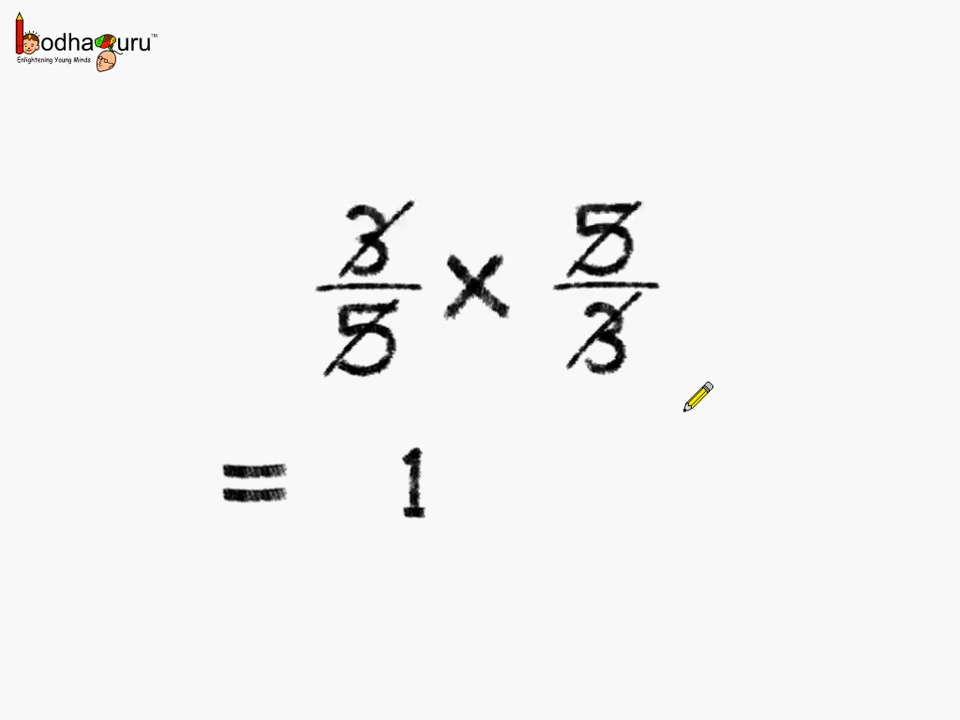 bodhaguru™
Enlightening Young Minds
3/5 × 5/3
= 1